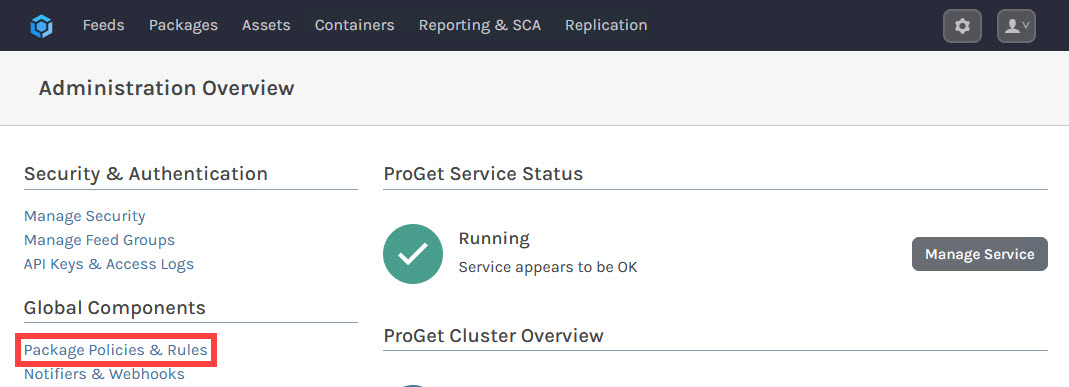 Feeds Packages Assets Containers Reporting & SCA Replication
Administration Overview
Security & Authentication
Manage Security
Manage Feed Groups
API Keys & Access Logs
Global Components
Package Policies & Rules
Notifiers & Webhooks
ProGet Service Status
Running
Service appears to be OK
Manage Service
ProGet Cluster Overview